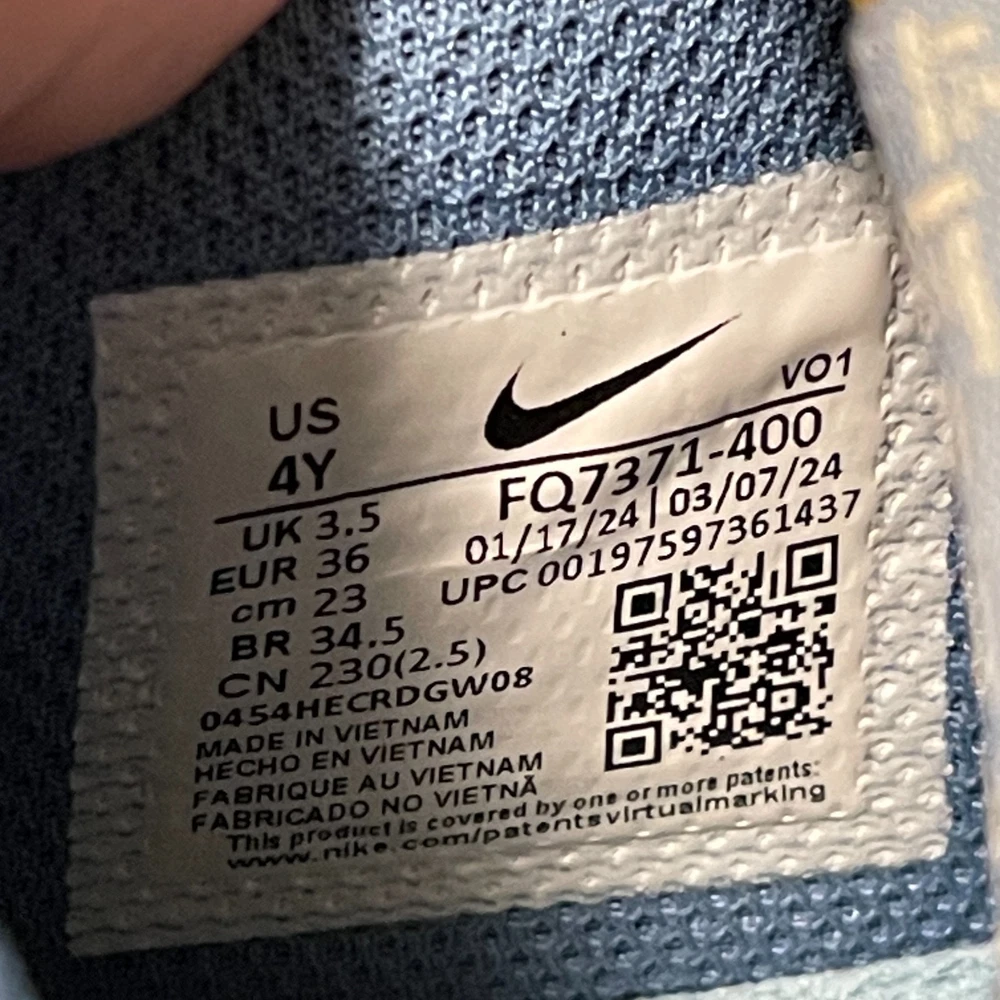 VO1
US
4Y
FQ7371-400
01/17/24 | 03/07/24
UPC 00197597361437
UK 3.5
EUR 36
cm 23
BR 34.5
CN 230(2.5)
0454HECRDGW08
MADE IN VIETNAM
HECHO EN VIETNAM
FABRIQUE AU VIETNAM
FABRICADO NO VIETNÃ
This product is covered by one or more patents:
www.nike.com/patentsvirtualmarking